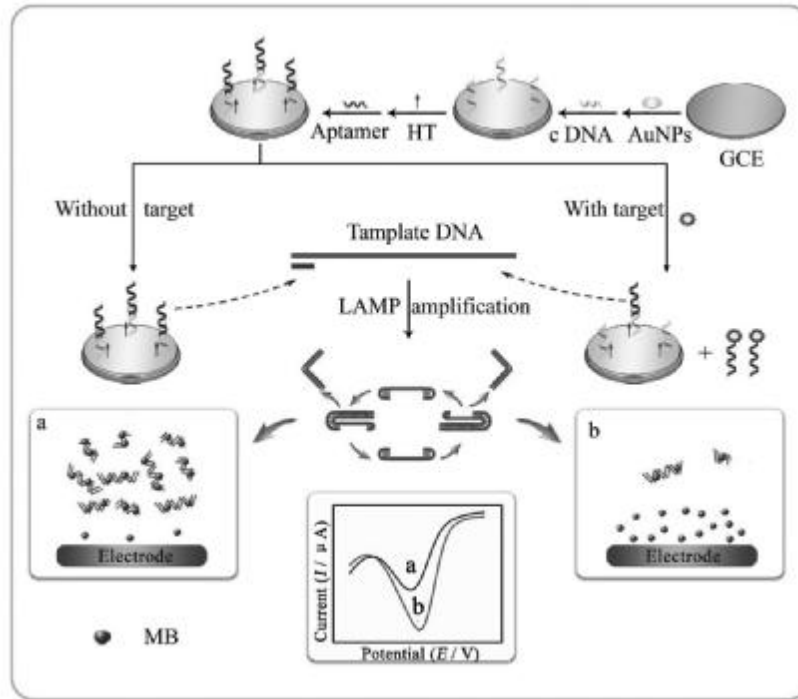 Aptamer
HT
c DNA
AuNPs
GCE
Without target
With target
Tamplate DNA
LAMP amplification
a
Electrode
b
Electrode
a
b
Current (I / μA)
Potential (E / V)
MB